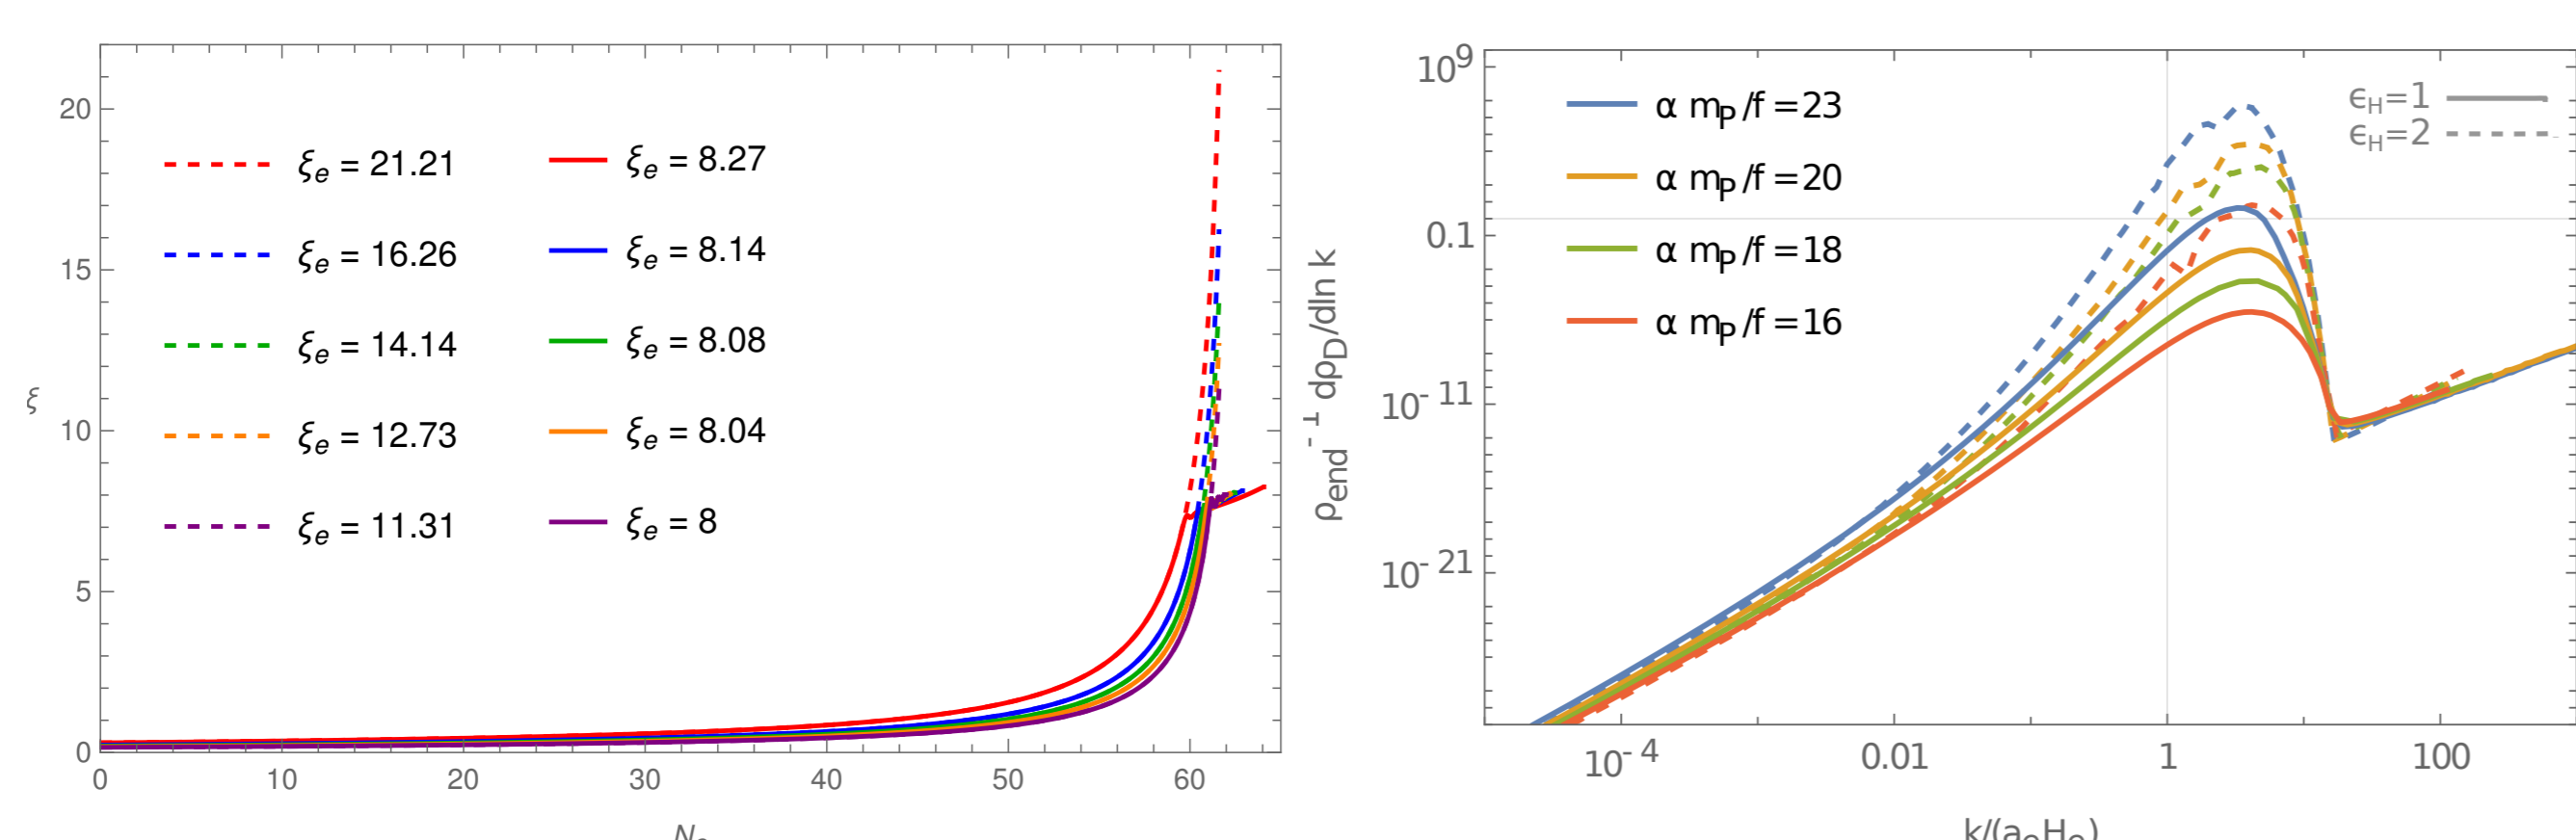 ξ
20
15
10
5
0
0 10 20 30 40 50 60
ξe = 21.21
ξe = 16.26
ξe = 14.14
ξe = 12.73
ξe = 11.31
ξe = 8.27
ξe = 8.14
ξe = 8.08
ξe = 8.04
ξe = 8
ρend⁻¹ dρD/dln k
10⁹
0.1
10⁻¹¹
10⁻²¹
α mP/f=23
α mP/f=20
α mP/f=18
α mP/f=16
ϵH=1
ϵH=2
10⁻⁴ 0.01 1 100